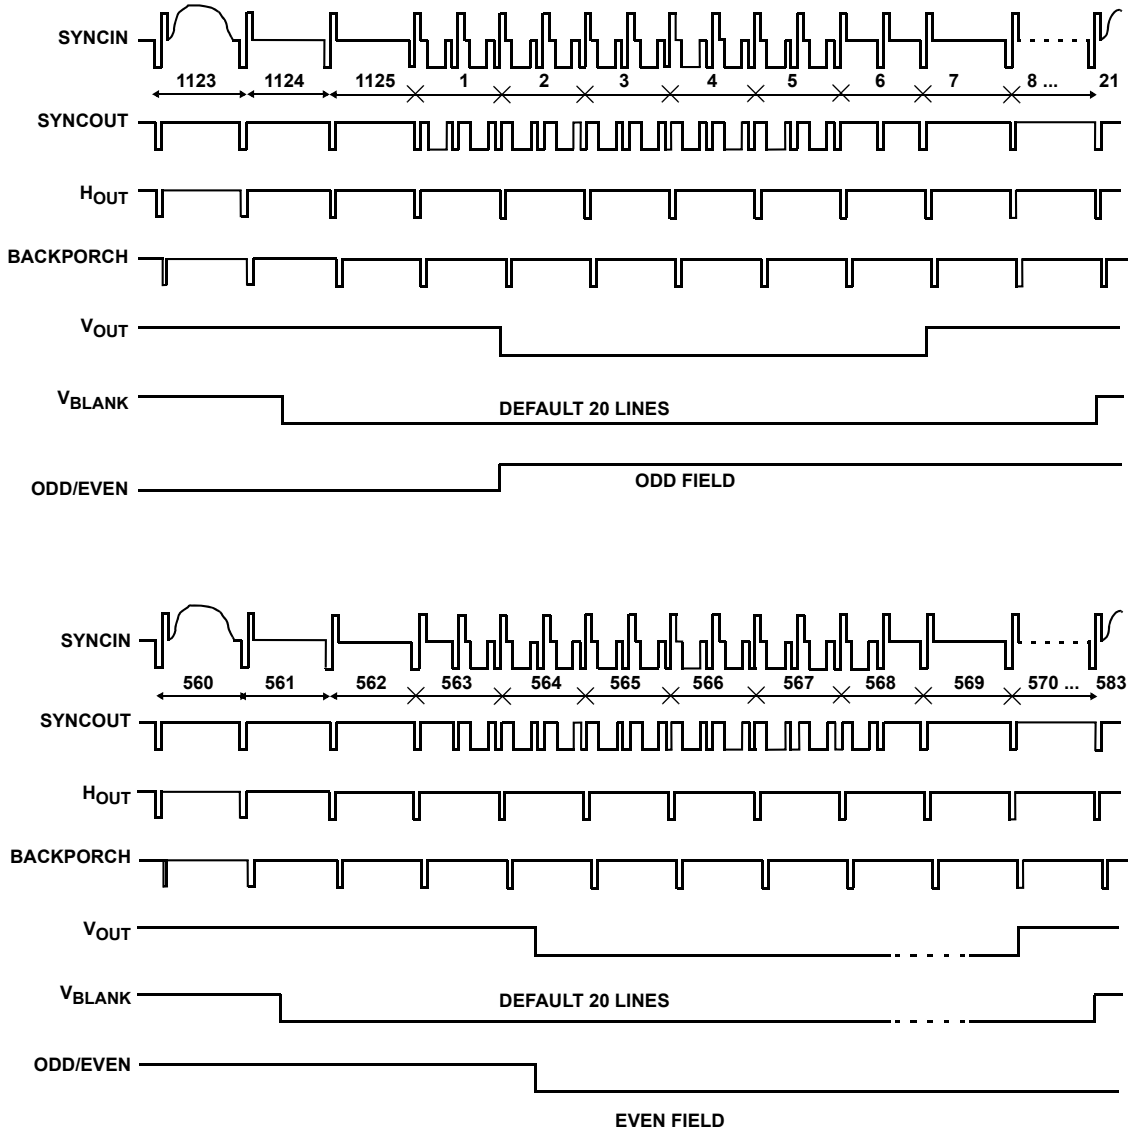 SYNCIN
1123 1124 1125 1 2 3 4 5 6 7 8 ... 21
SYNCOUT
HOUT
BACKPORCH
VOUT
VBLANK
DEFAULT 20 LINES
ODD/EVEN
ODD FIELD
SYNCIN
560 561 562 563 564 565 566 567 568 569 570 ... 583
SYNCOUT
HOUT
BACKPORCH
VOUT
VBLANK
DEFAULT 20 LINES
ODD/EVEN
EVEN FIELD